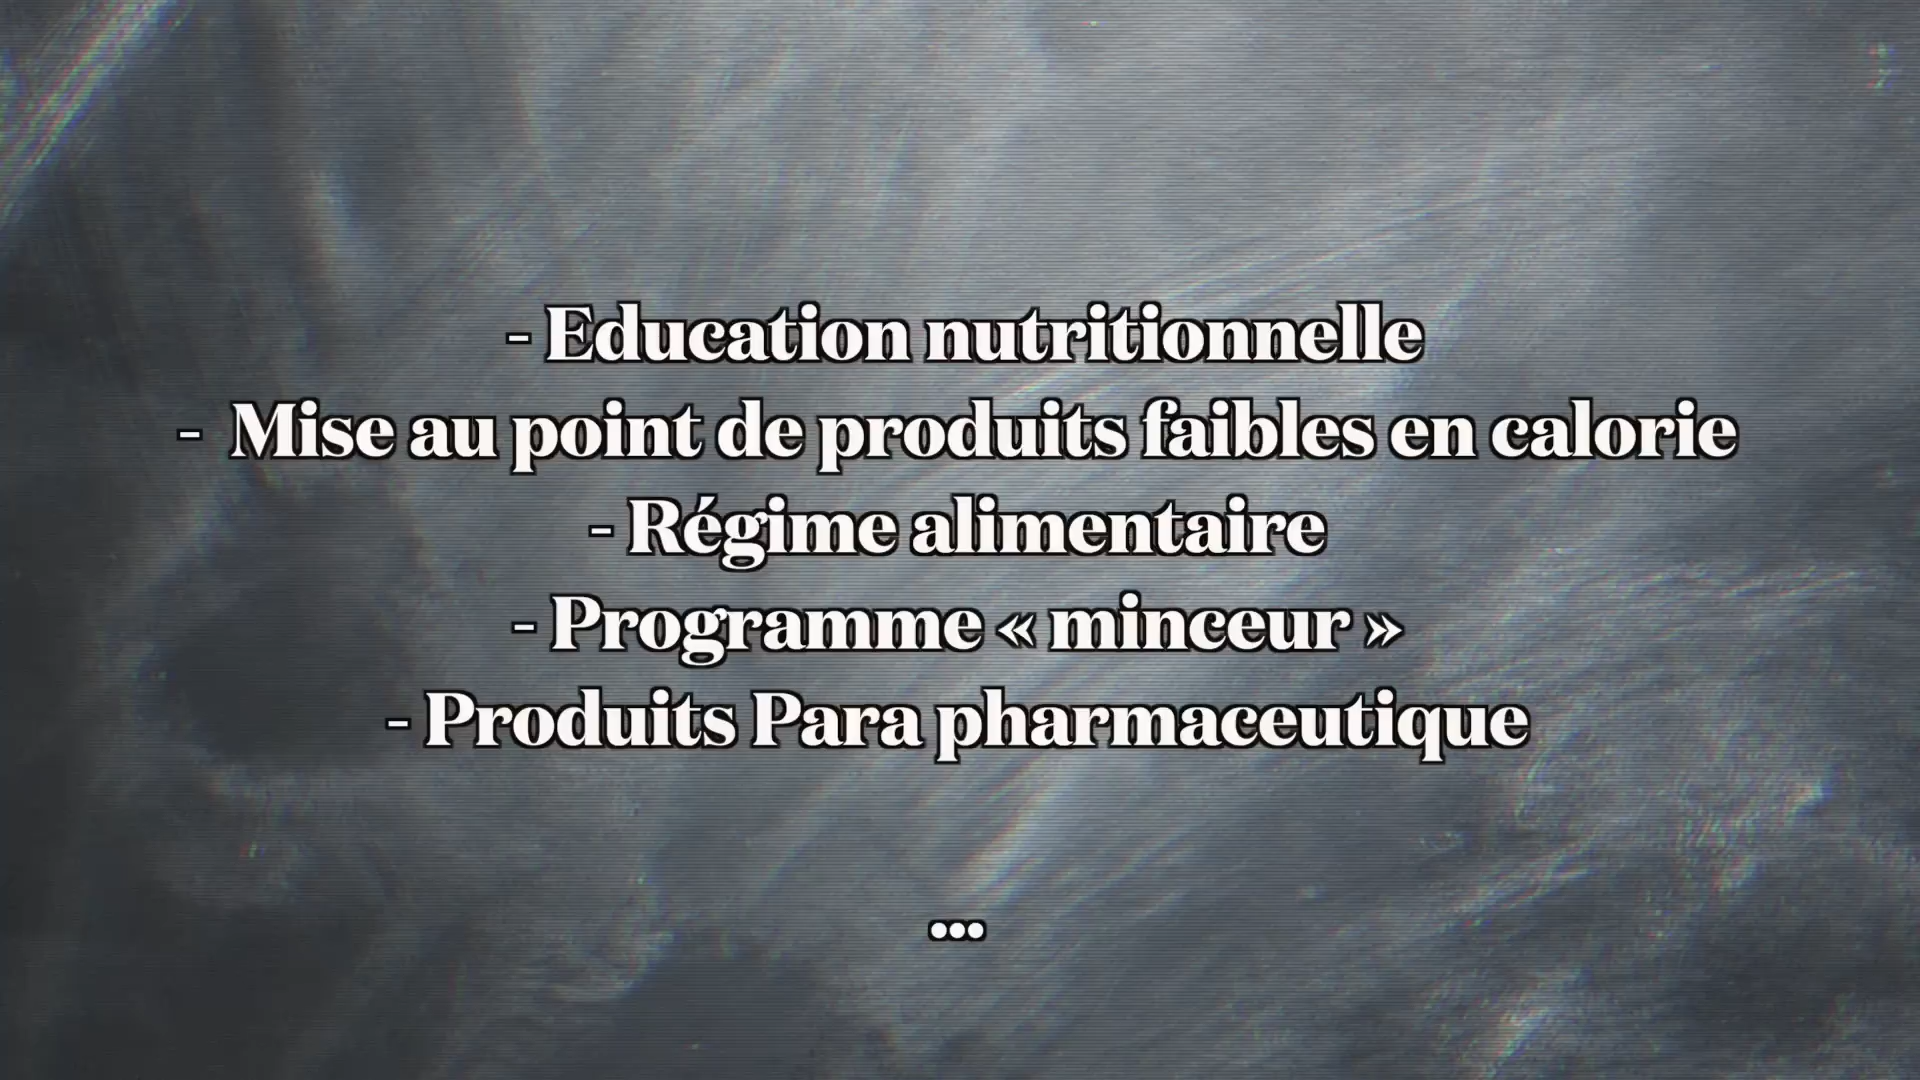 - Education nutritionnelle
- Mise au point de produits faibles en calorie
- Régime alimentaire
- Programme « minceur »
- Produits Para pharmaceutique
...